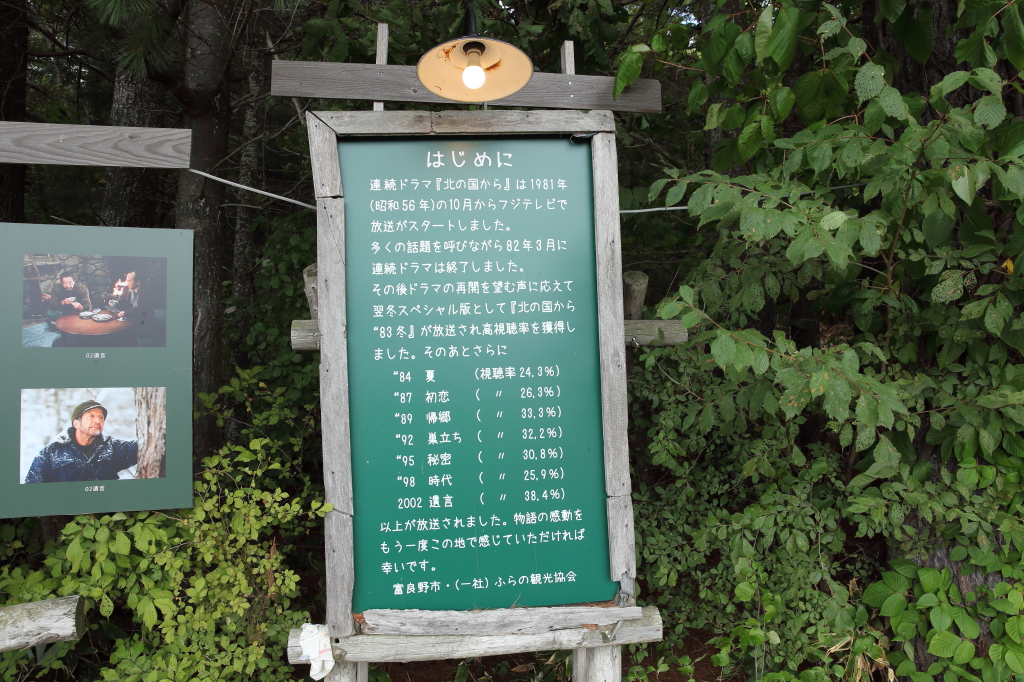 はじめに
連続ドラマ『北の国から』は1981年
(昭和56年)の10月からフジテレビで
放送がスタートしました。
多くの話題を呼びながら82年3月に
連続ドラマは終了しました。
その後ドラマの再開を望む声に応えて
翌冬スペシャル版として『北の国から
“83冬』が放送され高視聴率を獲得し
ました。そのあとさらに
“84 夏 (視聴率24,3%)
“87 初恋 ( 〃 26,3%)
“89 帰郷 ( 〃 33,3%)
“92 巣立ち ( 〃 32,2%)
“95 秘密 ( 〃 30,8%)
“98 時代 ( 〃 25,9%)
2002 遺言 ( 〃 38,4%)
以上が放送されました。物語の感動を
もう一度この地で感じていただければ
幸いです。
富良野市・(一社)ふらの観光協会
02遺言
02遺言